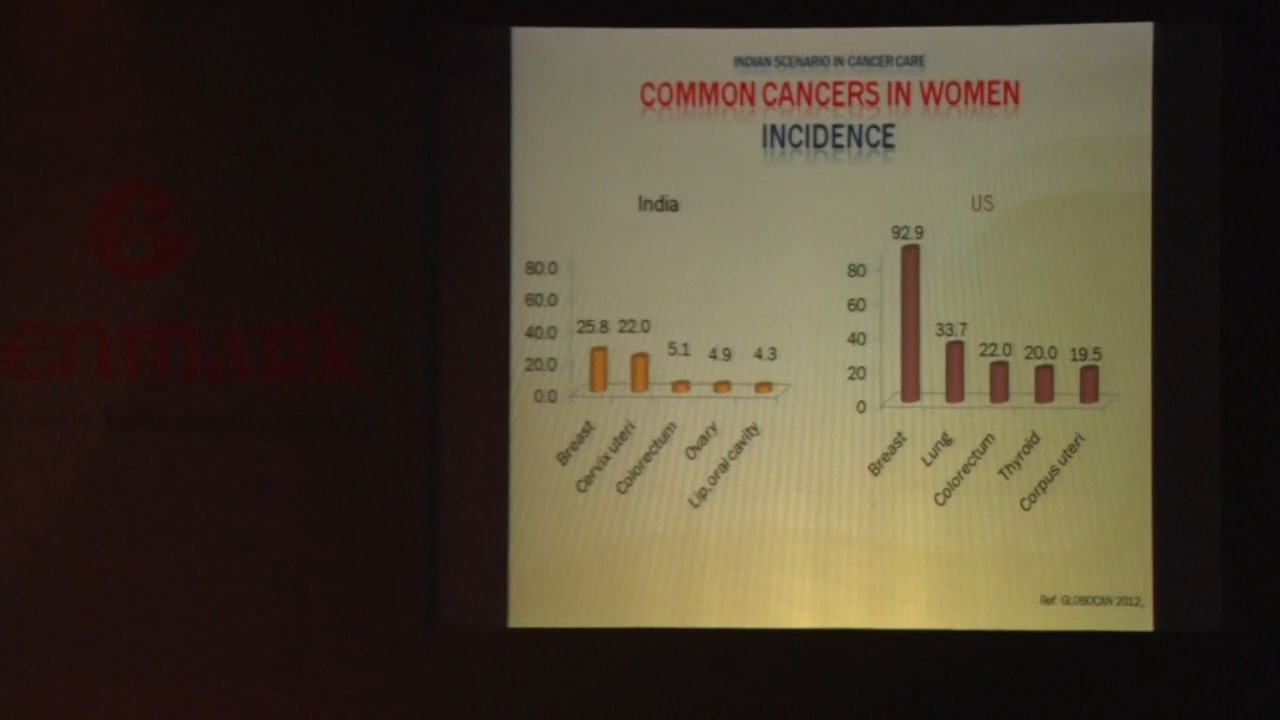 INDIAN SCENARIO IN CANCER CARE
COMMON CANCERS IN WOMEN
INCIDENCE
India
80.0
60.0
40.0
20.0
0.0
25.8
22.0
5.1
4.9
4.3
Breast
Cervix uteri
Colorectum
Ovary
Lip, oral cavity
US
80
60
40
20
0
92.9
33.7
22.0
20.0
19.5
Breast
Lung
Colorectum
Thyroid
Corpus uteri
Ref: GLOBOCAN 2012,
enmark